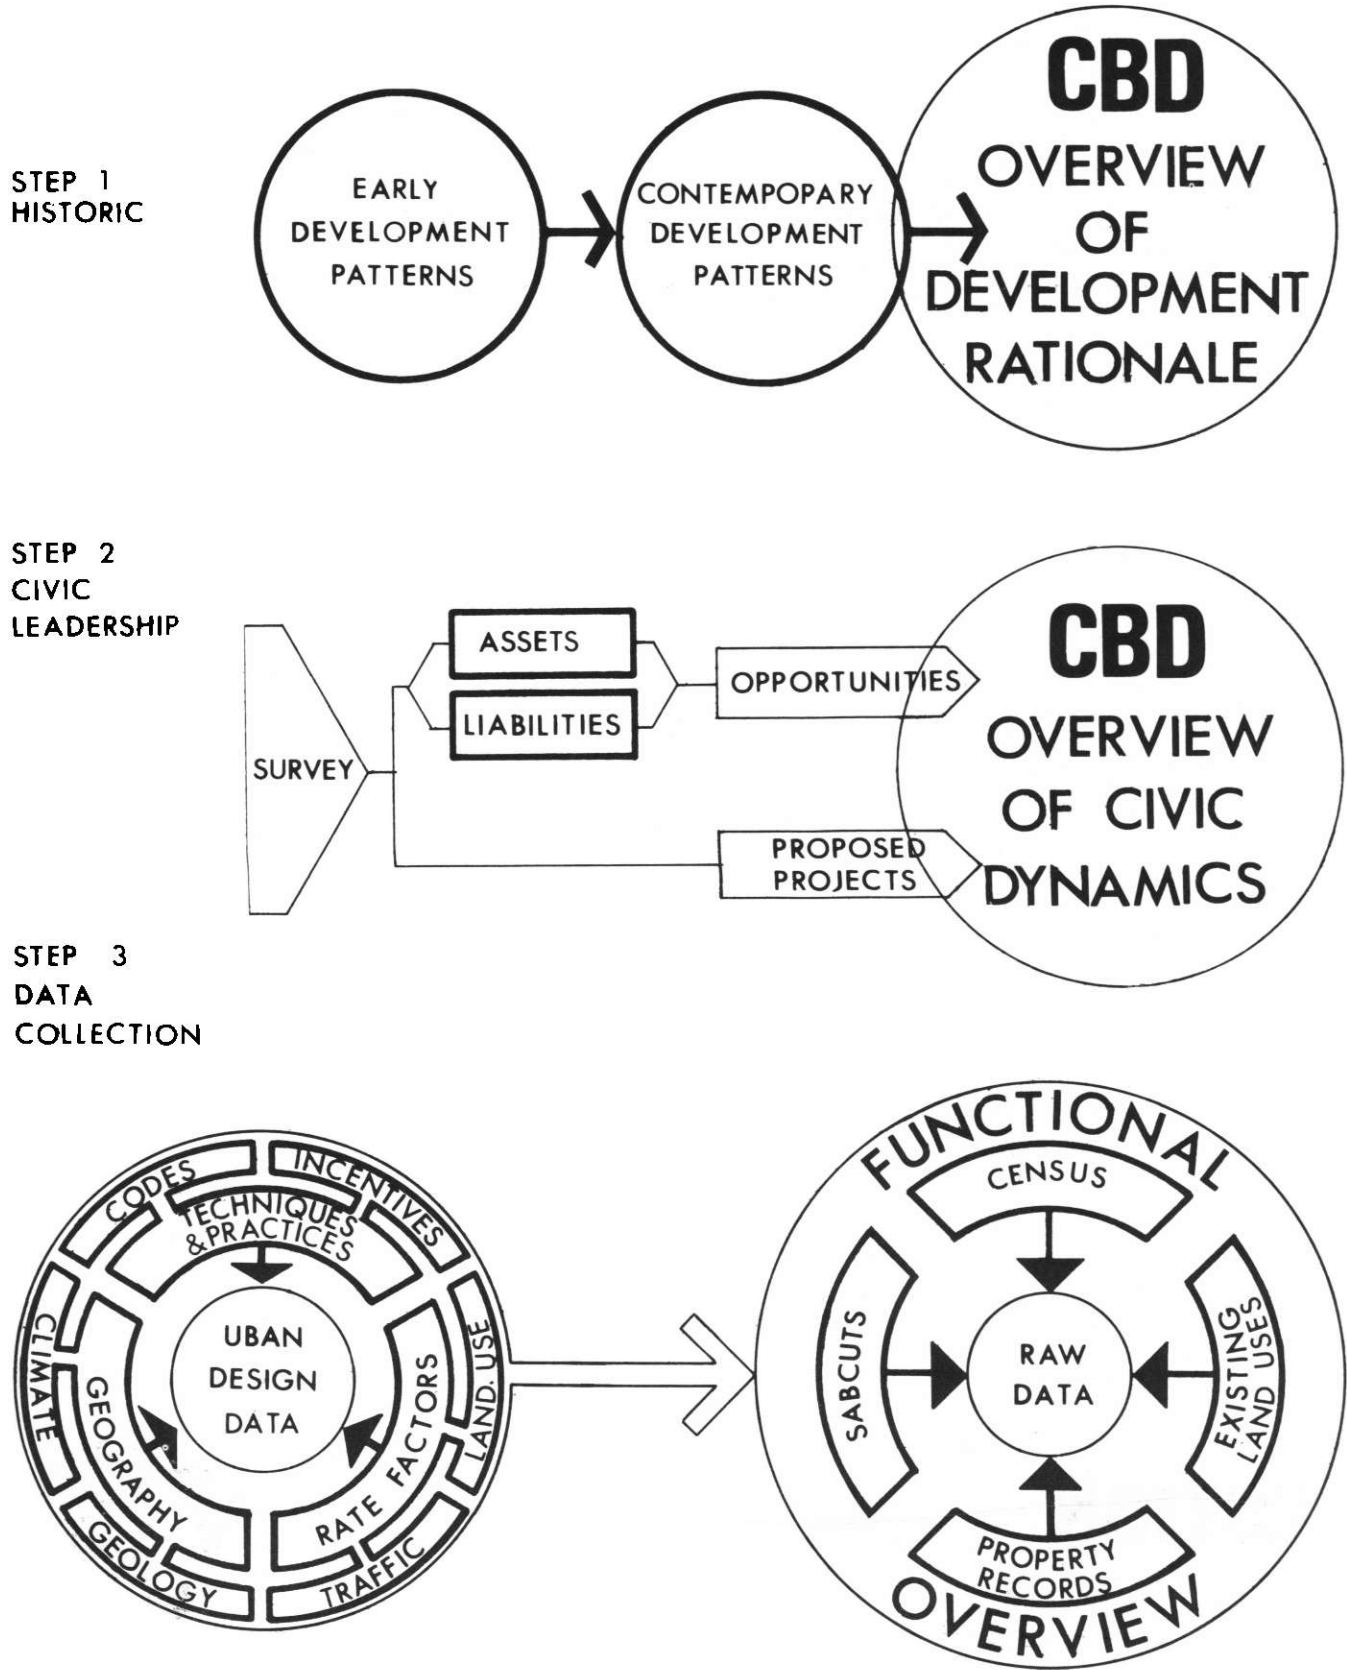 STEP 1
HISTORIC
EARLY
DEVELOPMENT
PATTERNS
CONTEMPOPARY
DEVELOPMENT
PATTERNS
CBD
OVERVIEW
OF
DEVELOPMENT
RATIONALE
STEP 2
CIVIC
LEADERSHIP
SURVEY
ASSETS
LIABILITIES
OPPORTUNITIES
PROPOSED
PROJECTS
CBD
OVERVIEW
OF CIVIC
DYNAMICS
STEP 3
DATA
COLLECTION
CODES
INCENTIVES
TECHNIQUES
&PRACTICES
CLIMATE
GEOGRAPHY
GEOLOGY
UBAN
DESIGN
DATA
RATE FACTORS
LAND. USE
TRAFFIC
FUNCTIONAL
CENSUS
SABCUTS
RAW
DATA
EXISTING
LAND USES
PROPERTY
RECORDS
OVERVIEW